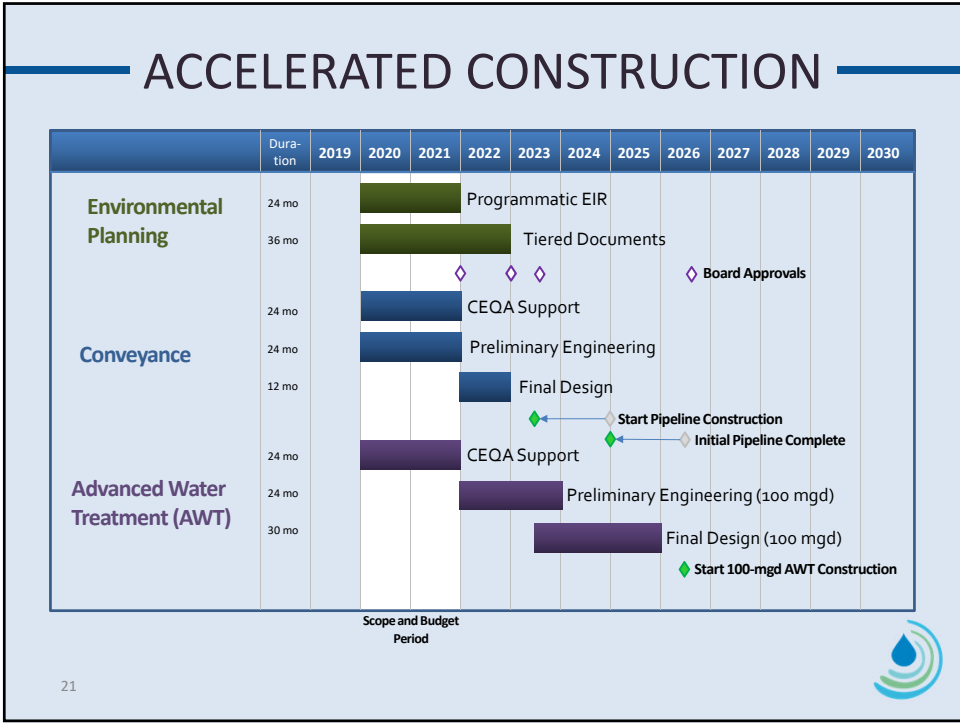 ACCELERATED CONSTRUCTION
Dura-
tion
2019 2020 2021 2022 2023 2024 2025 2026 2027 2028 2029 2030
Environmental
Planning
24 mo
Programmatic EIR
36 mo
Tiered Documents
Board Approvals
24 mo
CEQA Support
Conveyance
24 mo
Preliminary Engineering
12 mo
Final Design
Start Pipeline Construction
Initial Pipeline Complete
24 mo
CEQA Support
Advanced Water
Treatment (AWT)
24 mo
Preliminary Engineering (100 mgd)
30 mo
Final Design (100 mgd)
Start 100-mgd AWT Construction
Scope and Budget
Period
21